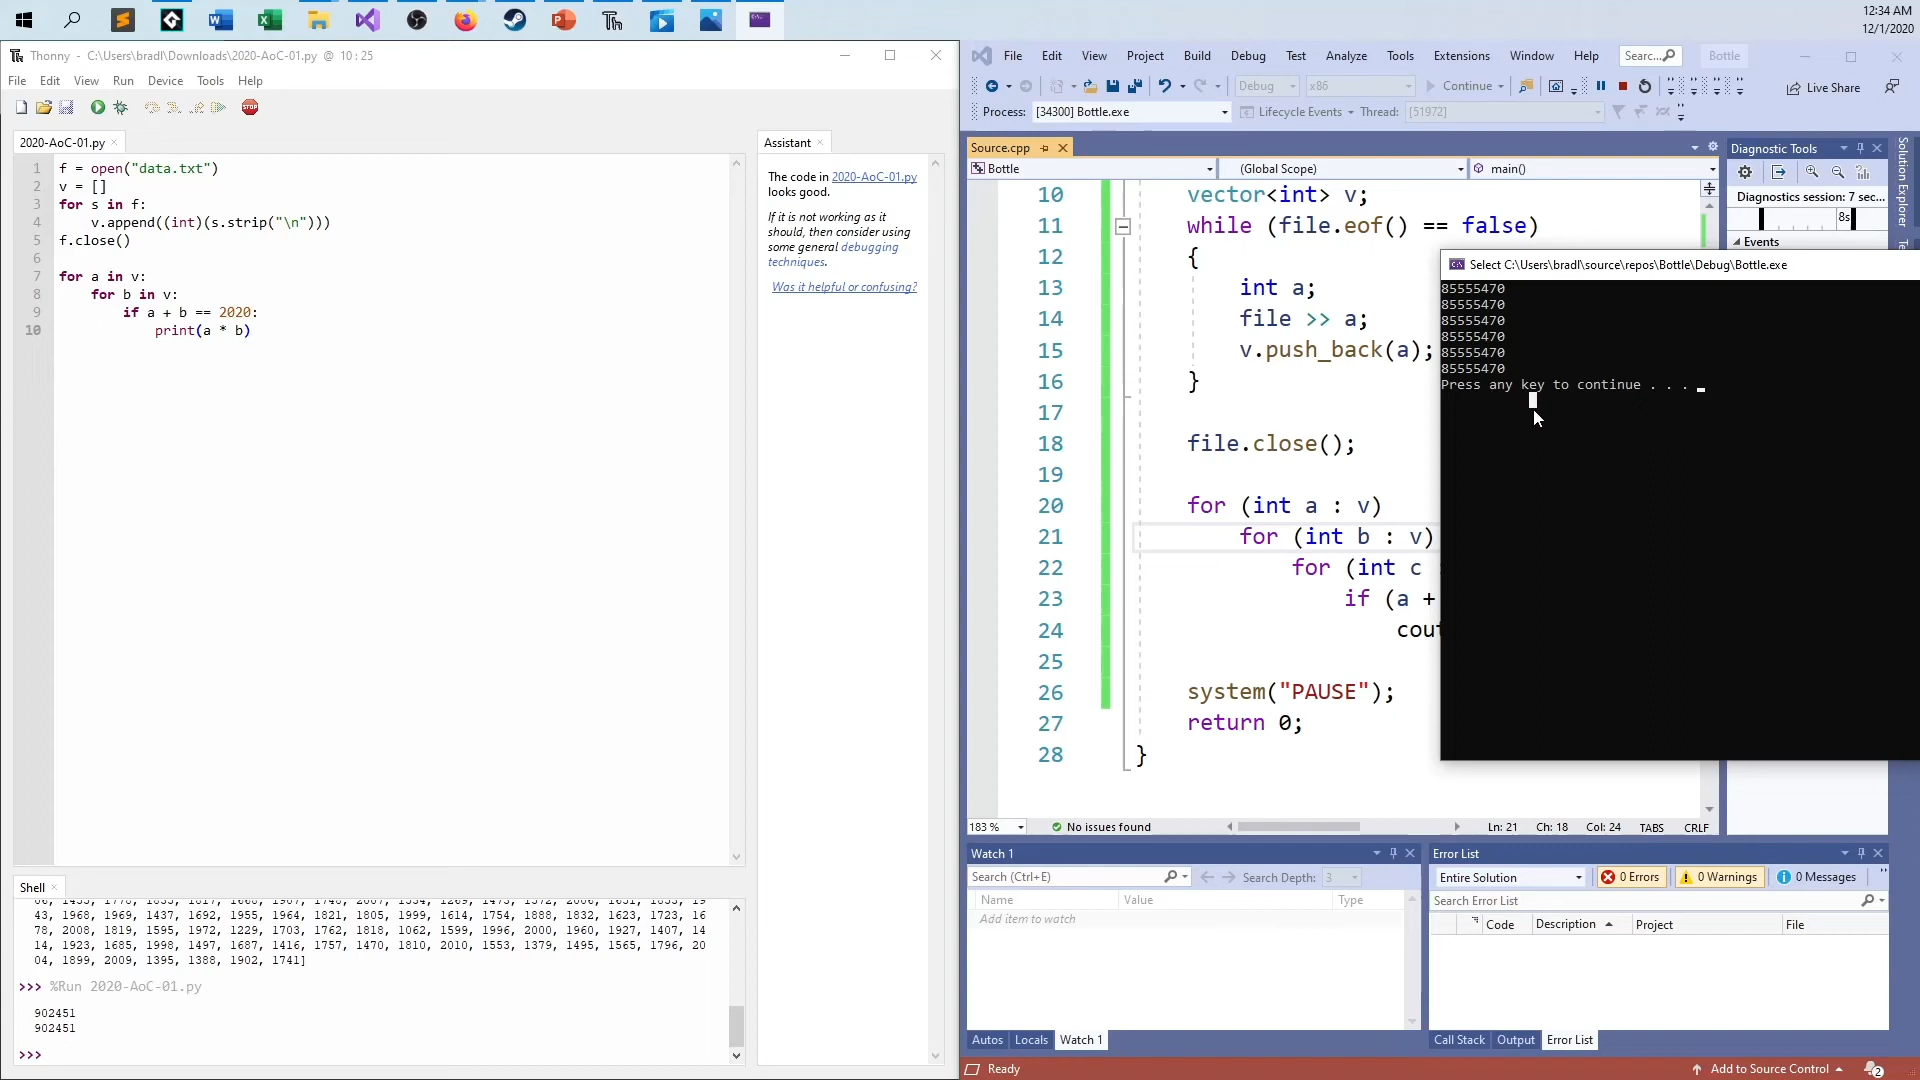 12:34 AM
12/1/2020
Thonny - C:\Users\bradl\Downloads\2020-AoC-01.py @ 10:25
File Edit View Run Device Tools Help
2020-AoC-01.py
1 f = open("data.txt")
2 v = []
3 for s in f:
4 v.append((int)(s.strip("\n")))
5 f.close()
6
7 for a in v:
8 for b in v:
9 if a + b == 2020:
10 print(a * b)
Assistant
The code in 2020-AoC-01.py
looks good.
If it is not working as it
should, then consider using
some general debugging
techniques.
Was it helpful or confusing?
Shell
43, 1968, 1969, 1437, 1692, 1955, 1964, 1821, 1805, 1999, 1614, 1754, 1888, 1832, 1623, 1723, 16
78, 2008, 1819, 1595, 1972, 1229, 1703, 1762, 1818, 1062, 1599, 1996, 2000, 1960, 1927, 1407, 14
14, 1923, 1685, 1998, 1497, 1687, 1416, 1757, 1470, 1810, 2010, 1553, 1379, 1495, 1565, 1796, 20
04, 1899, 2009, 1395, 1388, 1902, 1741]
>>> %Run 2020-AoC-01.py
902451
902451
>>>
File Edit View Project Build Debug Test Analyze Tools Extensions Window Help Searc... Bottle
Debug x86 Continue Live Share
Process: [34300] Bottle.exe Lifecycle Events Thread: [51972]
Source.cpp
Bottle (Global Scope) main()
10 vector<int> v;
11 while (file.eof() == false)
12 {
13 int a;
14 file >> a;
15 v.push_back(a);
16 }
17
18 file.close();
19
20 for (int a : v)
21 for (int b : v)
22 for (int c
23 if (a +
24 cout
25
26 system("PAUSE");
27 return 0;
28 }
183 % No issues found Ln: 21 Ch: 18 Col: 24 TABS CRLF
Diagnostic Tools
Diagnostics session: 7 sec...
8s
Events
Solution Explorer
Select C:\Users\bradl\source\repos\Bottle\Debug\Bottle.exe
85555470
85555470
85555470
85555470
85555470
85555470
Press any key to continue . . .
Watch 1
Search (Ctrl+E) Search Depth: 3
Name Value Type
Add item to watch
Autos Locals Watch 1
Error List
Entire Solution 0 Errors 0 Warnings 0 Messages
Search Error List
Code Description Project File
Call Stack Output Error List
Ready Add to Source Control 2